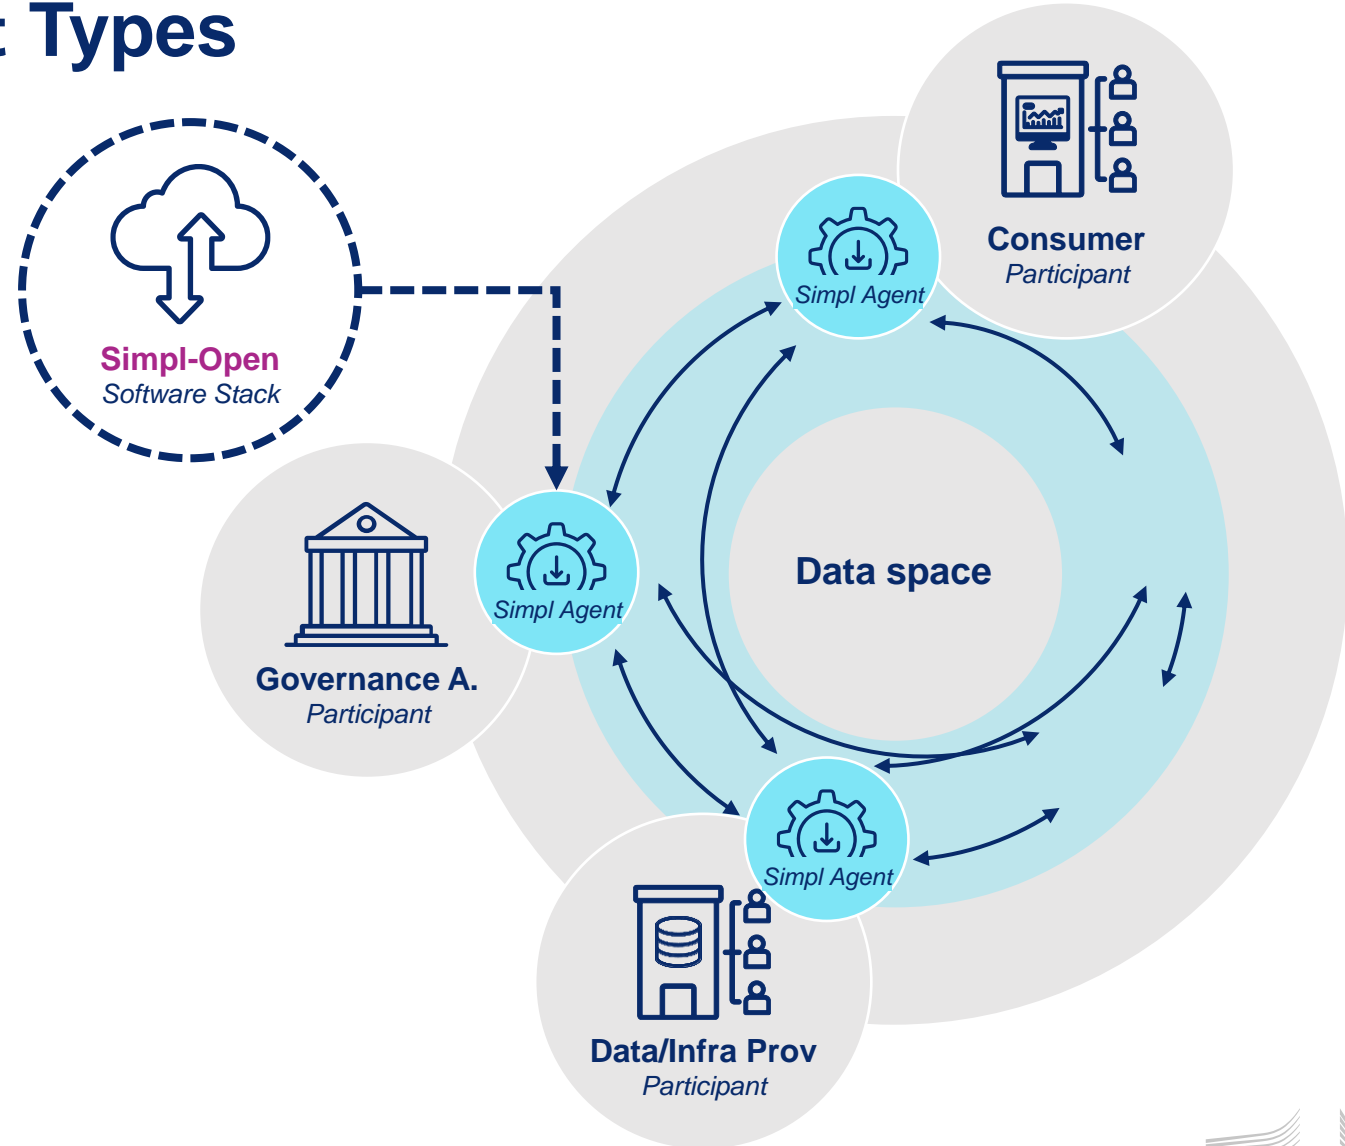 t Types
Simpl-Open
Software Stack
Consumer
Participant
Simpl Agent
Governance A.
Participant
Simpl Agent
Data space
Simpl Agent
Data/Infra Prov
Participant